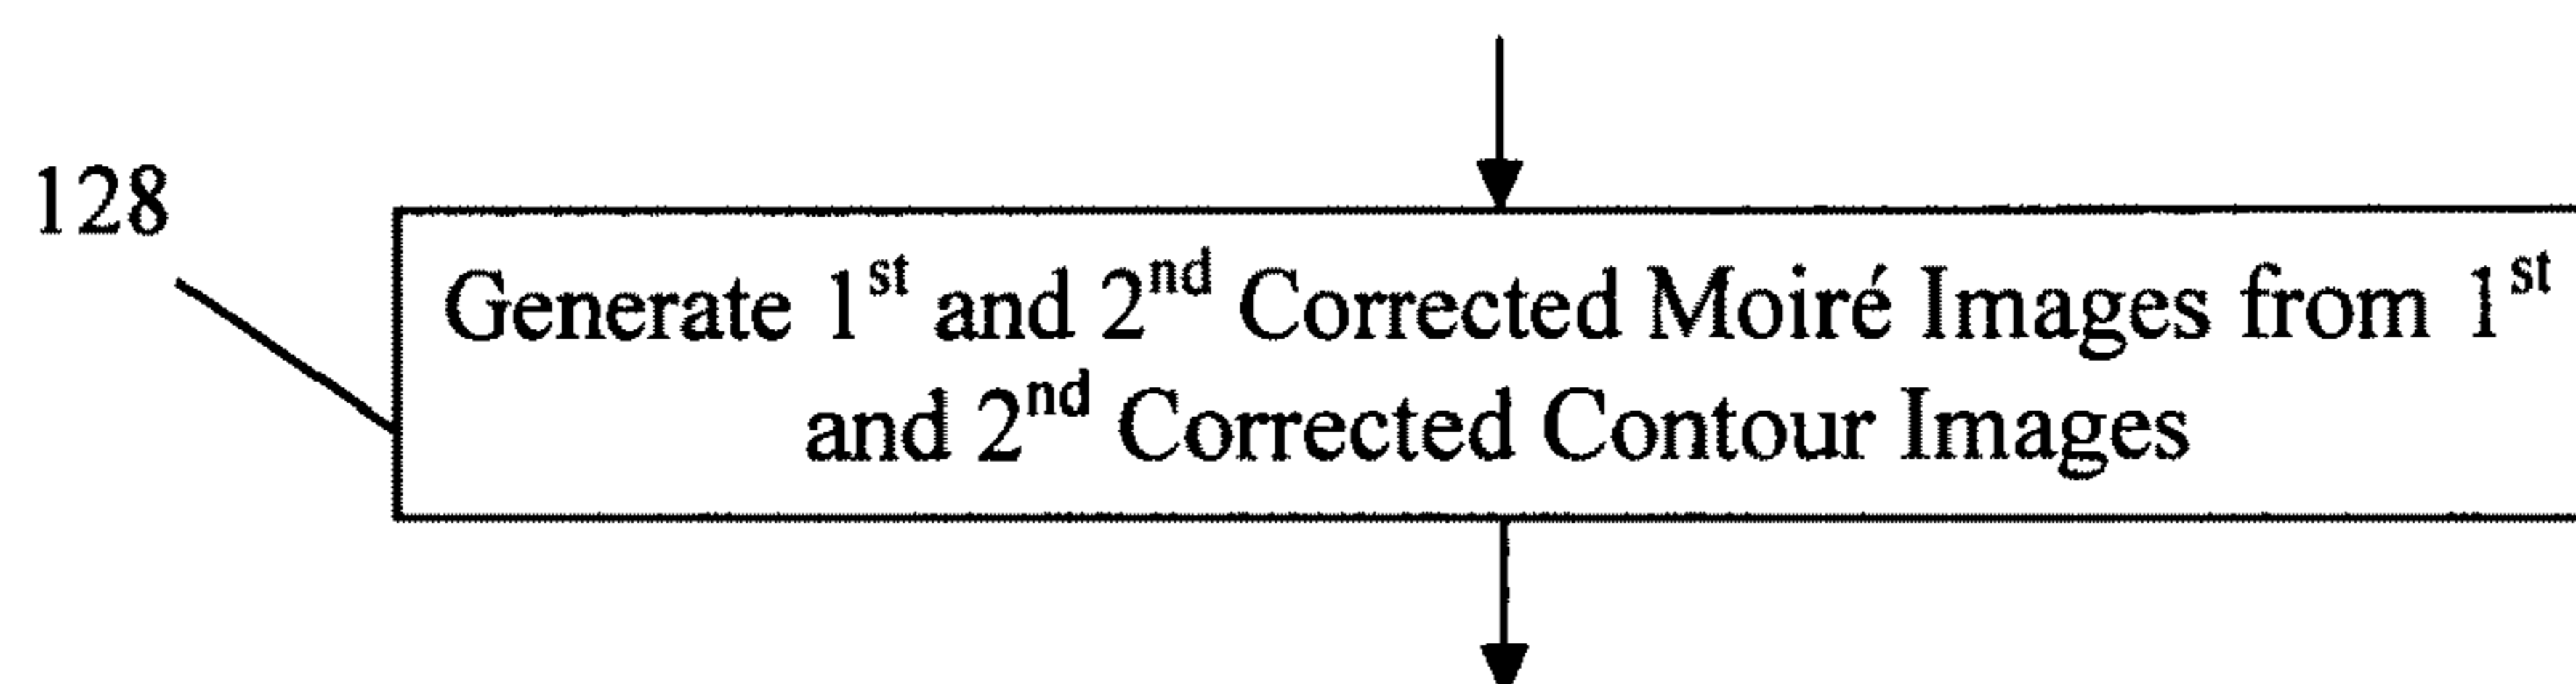 128
Generate 1st and 2nd Corrected Moiré Images from 1st
and 2nd Corrected Contour Images